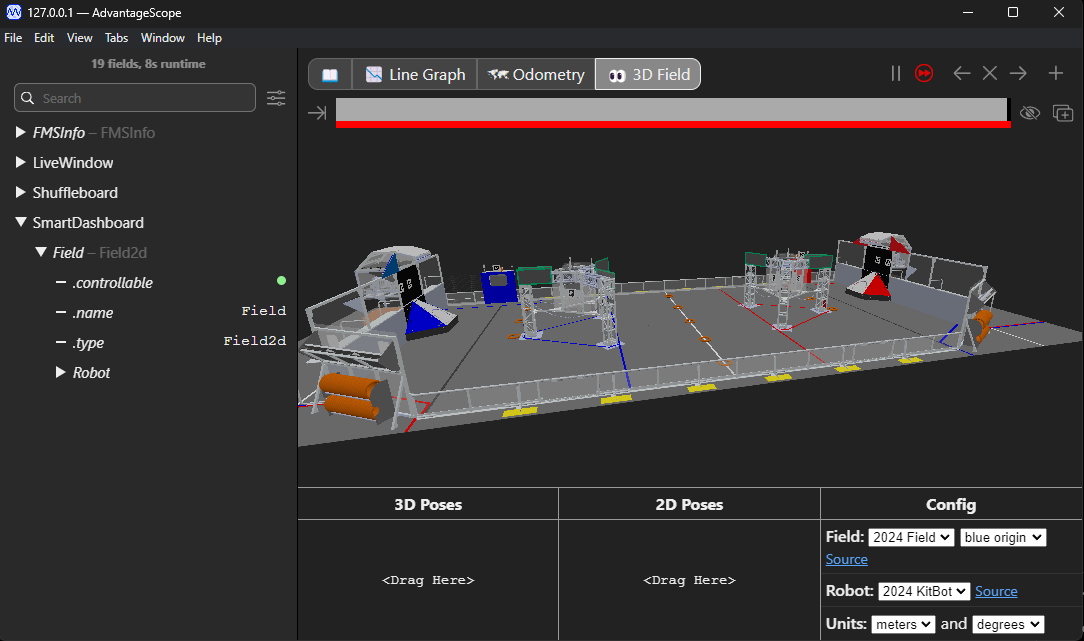 127.0.0.1 — AdvantageScope
File Edit View Tabs Window Help
19 fields, 8s runtime
Search
FMSInfo – FMSInfo
LiveWindow
Shuffleboard
SmartDashboard
Field – Field2d
.controllable
.name Field
.type Field2d
Robot
Line Graph Odometry 3D Field
3D Poses 2D Poses Config
<Drag Here> <Drag Here>
Field: 2024 Field blue origin
Source
Robot: 2024 KitBot Source
Units: meters and degrees